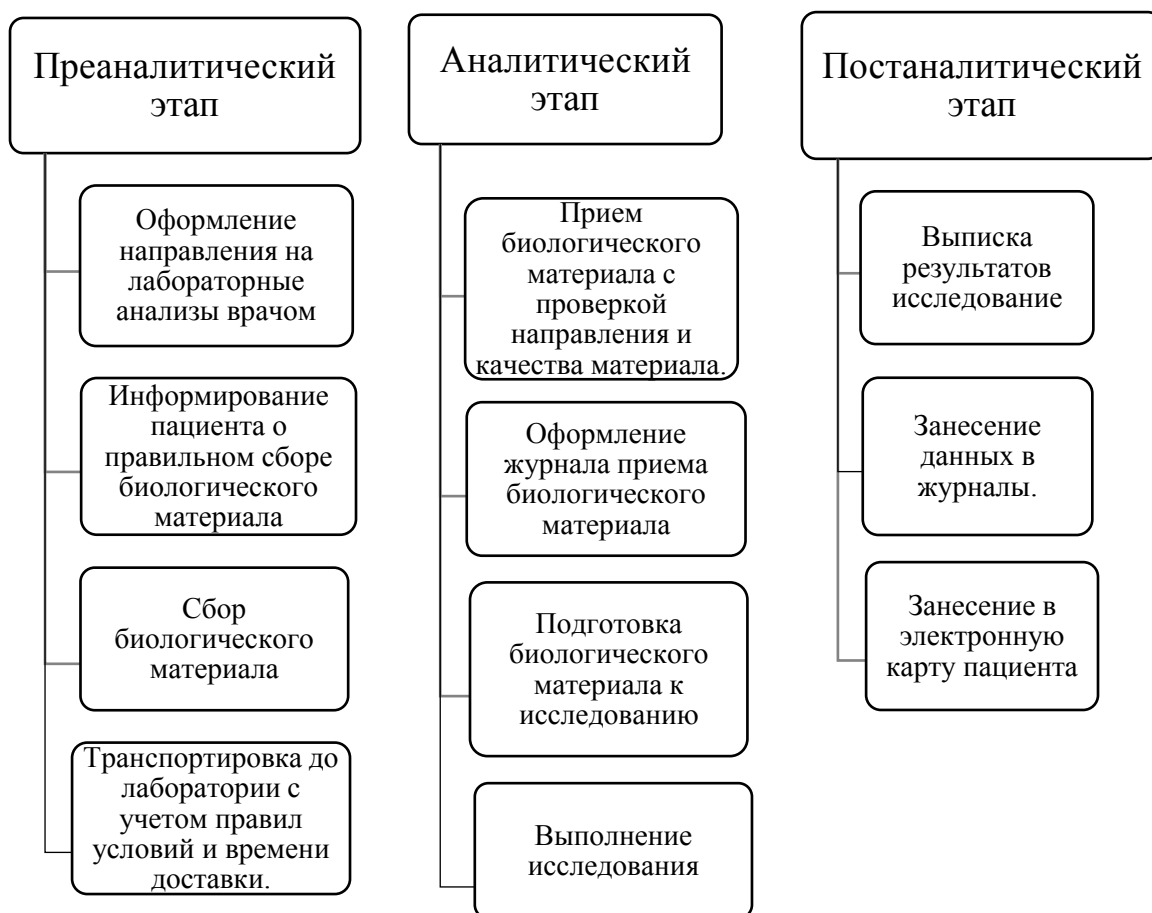 Преаналитический
этап
Оформление
направления на
лабораторные
анализы врачом
Информирование
пациента о
правильном сборе
биологического
материала
Сбор
биологического
материала
Транспортировка до
лаборатории с
учетом правил
условий и времени
доставки.
Аналитический
этап
Прием
биологического
материала с
проверкой
направления и
качества материала.
Оформление
журнала приема
биологического
материала
Подготовка
биологического
материала к
исследованию
Выполнение
исследования
Постаналитический
этап
Выписка
результатов
исследование
Занесение
данных в
журналы.
Занесение в
электронную
карту пациента